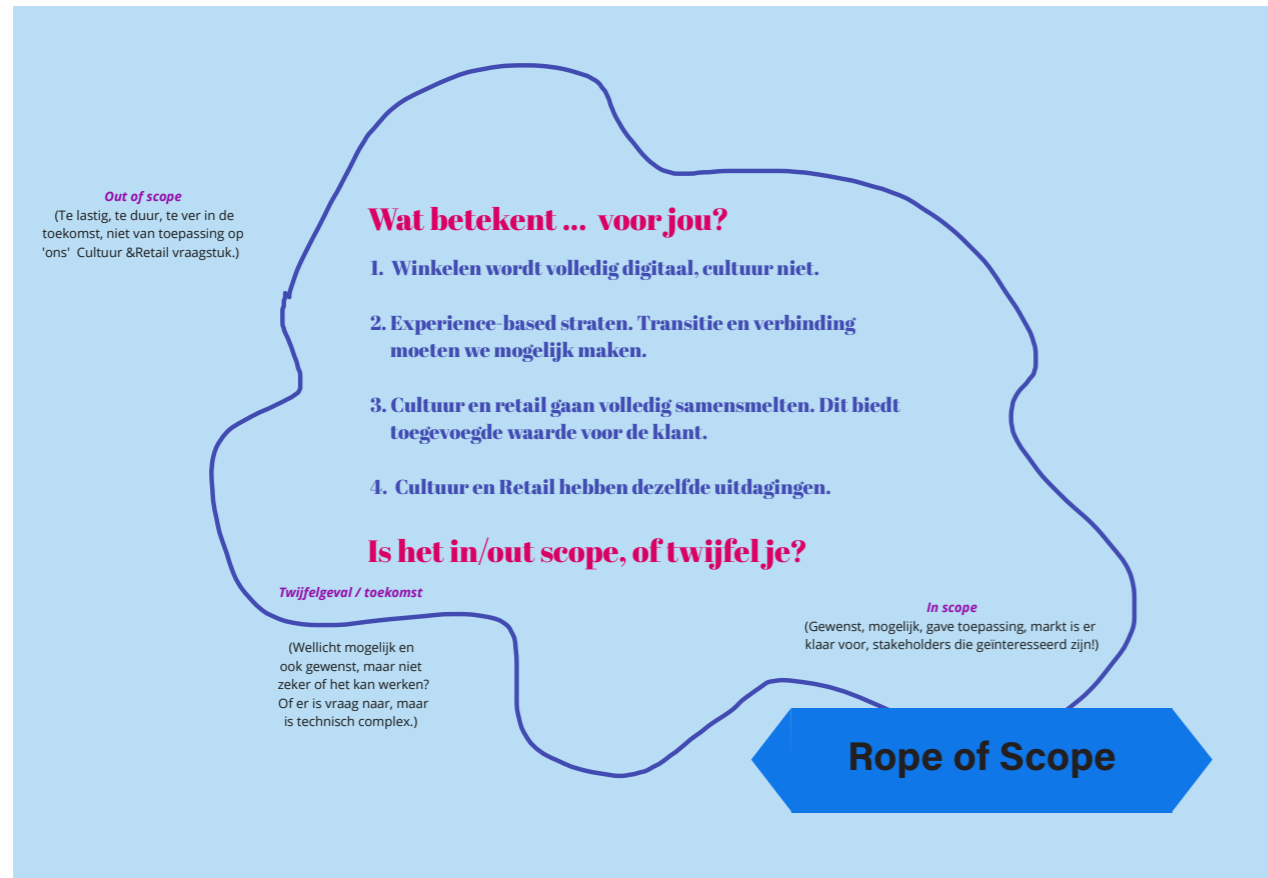 Out of scope
(Te lastig, te duur, te ver in de
toekomst, niet van toepassing op
'ons' Cultuur &Retail vraagstuk.)
Wat betekent ... voor jou?
1. Winkelen wordt volledig digitaal, cultuur niet.
2. Experience-based straten. Transitie en verbinding
moeten we mogelijk maken.
3. Cultuur en retail gaan volledig samensmelten. Dit biedt
toegevoegde waarde voor de klant.
4. Cultuur en Retail hebben dezelfde uitdagingen.
Is het in/out scope, of twijfel je?
Twijfelgeval / toekomst
(Wellicht mogelijk en
ook gewenst, maar niet
zeker of het kan werken?
Of er is vraag naar, maar
is technisch complex.)
In scope
(Gewenst, mogelijk, gave toepassing, markt is er
klaar voor, stakeholders die geïnteresseerd zijn!)
Rope of Scope